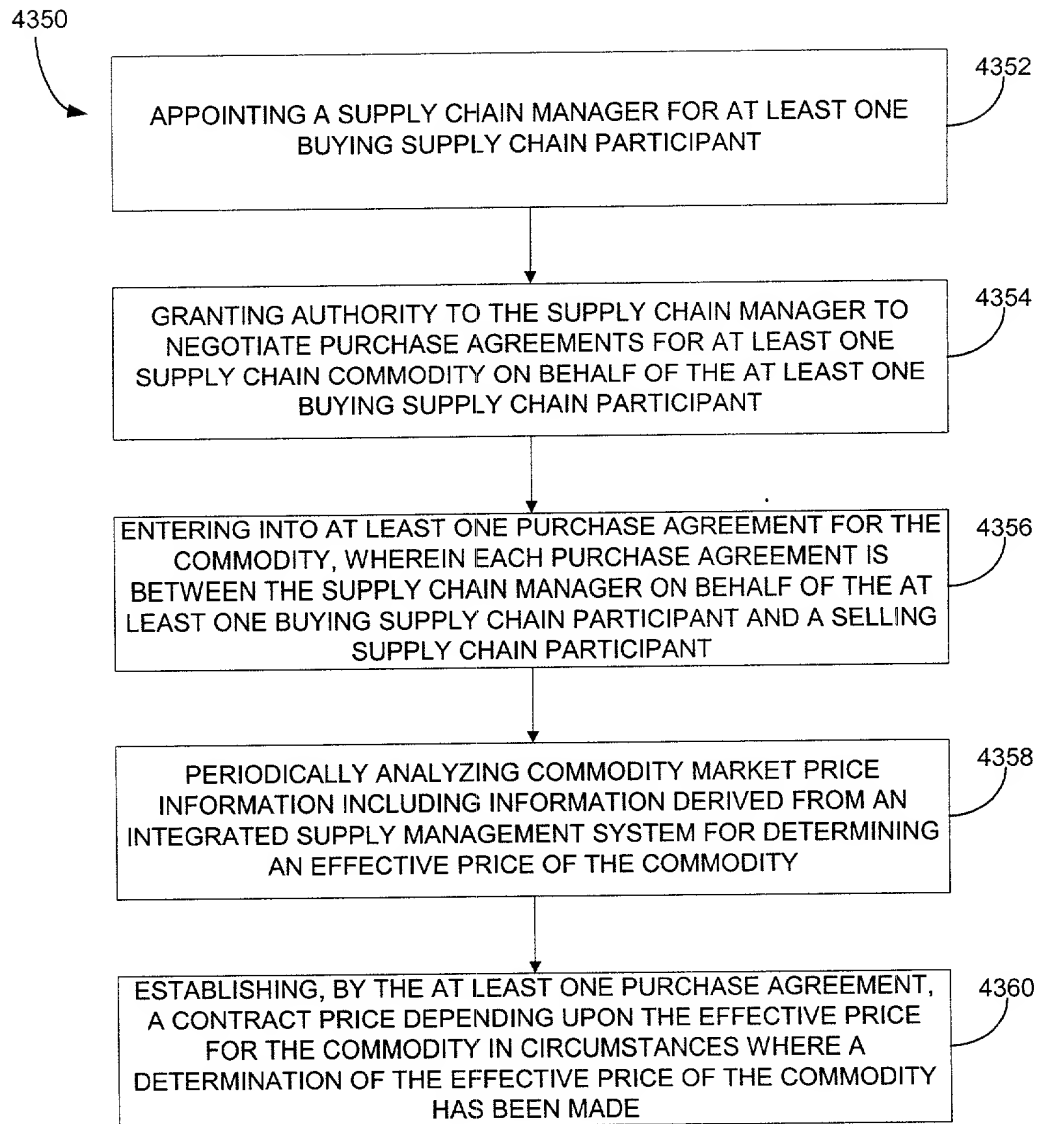 4350
4352
APPOINTING A SUPPLY CHAIN MANAGER FOR AT LEAST ONE
BUYING SUPPLY CHAIN PARTICIPANT
4354
GRANTING AUTHORITY TO THE SUPPLY CHAIN MANAGER TO
NEGOTIATE PURCHASE AGREEMENTS FOR AT LEAST ONE
SUPPLY CHAIN COMMODITY ON BEHALF OF THE AT LEAST ONE
BUYING SUPPLY CHAIN PARTICIPANT
4356
ENTERING INTO AT LEAST ONE PURCHASE AGREEMENT FOR THE
COMMODITY, WHEREIN EACH PURCHASE AGREEMENT IS
BETWEEN THE SUPPLY CHAIN MANAGER ON BEHALF OF THE AT
LEAST ONE BUYING SUPPLY CHAIN PARTICIPANT AND A SELLING
SUPPLY CHAIN PARTICIPANT
4358
PERIODICALLY ANALYZING COMMODITY MARKET PRICE
INFORMATION INCLUDING INFORMATION DERIVED FROM AN
INTEGRATED SUPPLY MANAGEMENT SYSTEM FOR DETERMINING
AN EFFECTIVE PRICE OF THE COMMODITY
4360
ESTABLISHING, BY THE AT LEAST ONE PURCHASE AGREEMENT,
A CONTRACT PRICE DEPENDING UPON THE EFFECTIVE PRICE
FOR THE COMMODITY IN CIRCUMSTANCES WHERE A
DETERMINATION OF THE EFFECTIVE PRICE OF THE COMMODITY
HAS BEEN MADE